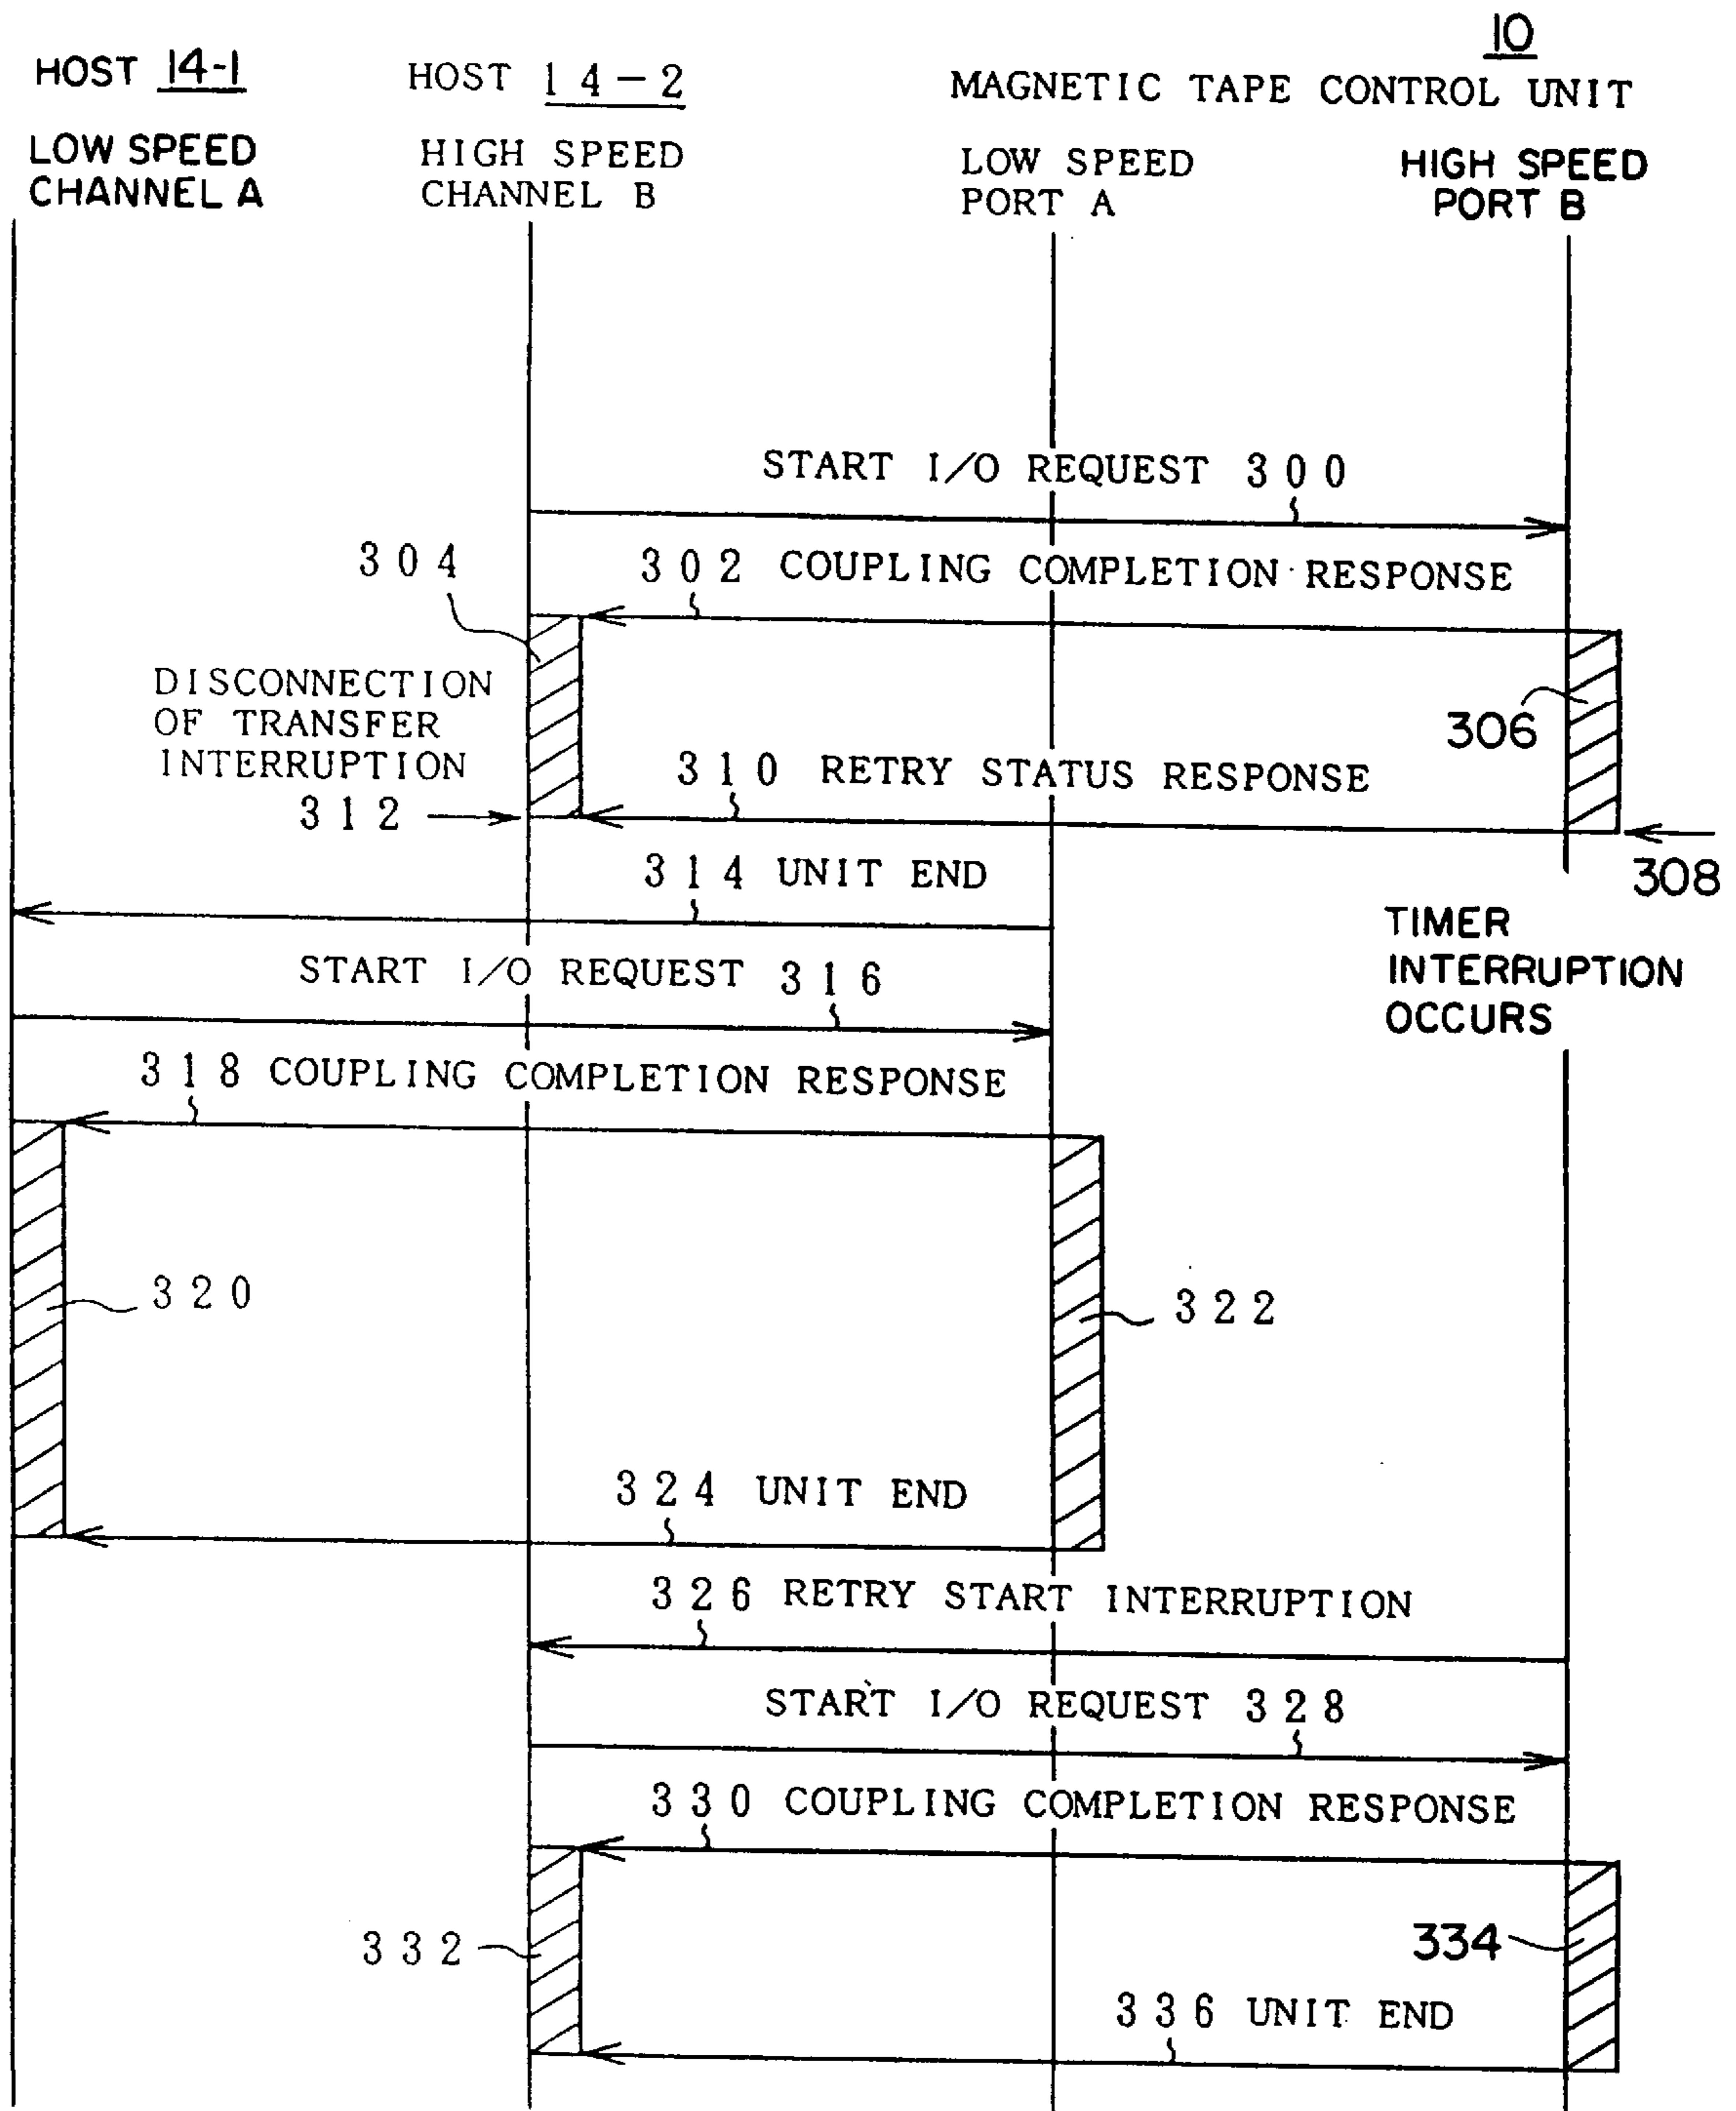 10
HOST 14-1
HOST 14-2
MAGNETIC TAPE CONTROL UNIT
LOW SPEED
CHANNEL A
HIGH SPEED
CHANNEL B
LOW SPEED
PORT A
HIGH SPEED
PORT B
START I/O REQUEST 300
304
302 COUPLING COMPLETION RESPONSE
DISCONNECTION
OF TRANSFER
INTERRUPTION
312
306
310 RETRY STATUS RESPONSE
308
314 UNIT END
TIMER
INTERRUPTION
OCCURS
START I/O REQUEST 316
318 COUPLING COMPLETION RESPONSE
320
322
324 UNIT END
326 RETRY START INTERRUPTION
START I/O REQUEST 328
330 COUPLING COMPLETION RESPONSE
332
334
336 UNIT END